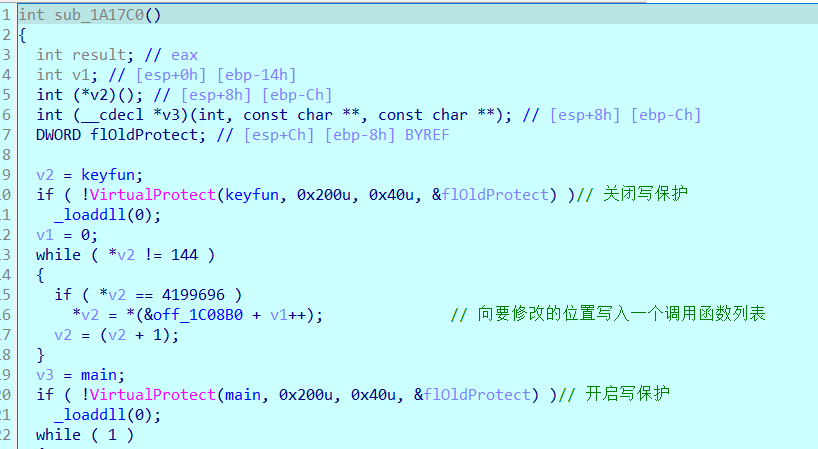 1 int sub_1A17C0()
2 {
3 int result; // eax
4 int v1; // [esp+0h] [ebp-14h]
5 int (*v2)(); // [esp+8h] [ebp-Ch]
6 int (__cdecl *v3)(int, const char **, const char **); // [esp+8h] [ebp-Ch]
7 DWORD flOldProtect; // [esp+Ch] [ebp-8h] BYREF
8
9 v2 = keyfun;
10 if ( !VirtualProtect(keyfun, 0x200u, 0x40u, &flOldProtect) )// 关闭写保护
11 _loaddll(0);
12 v1 = 0;
13 while ( *v2 != 144 )
14 {
15 if ( *v2 == 4199696 )
16 *v2 = *(&off_1C08B0 + v1++); // 向要修改的位置写入一个调用函数列表
17 v2 = (v2 + 1);
18 }
19 v3 = main;
20 if ( !VirtualProtect(main, 0x200u, 0x40u, &flOldProtect) )// 开启写保护
21 _loaddll(0);
22 while ( 1 )